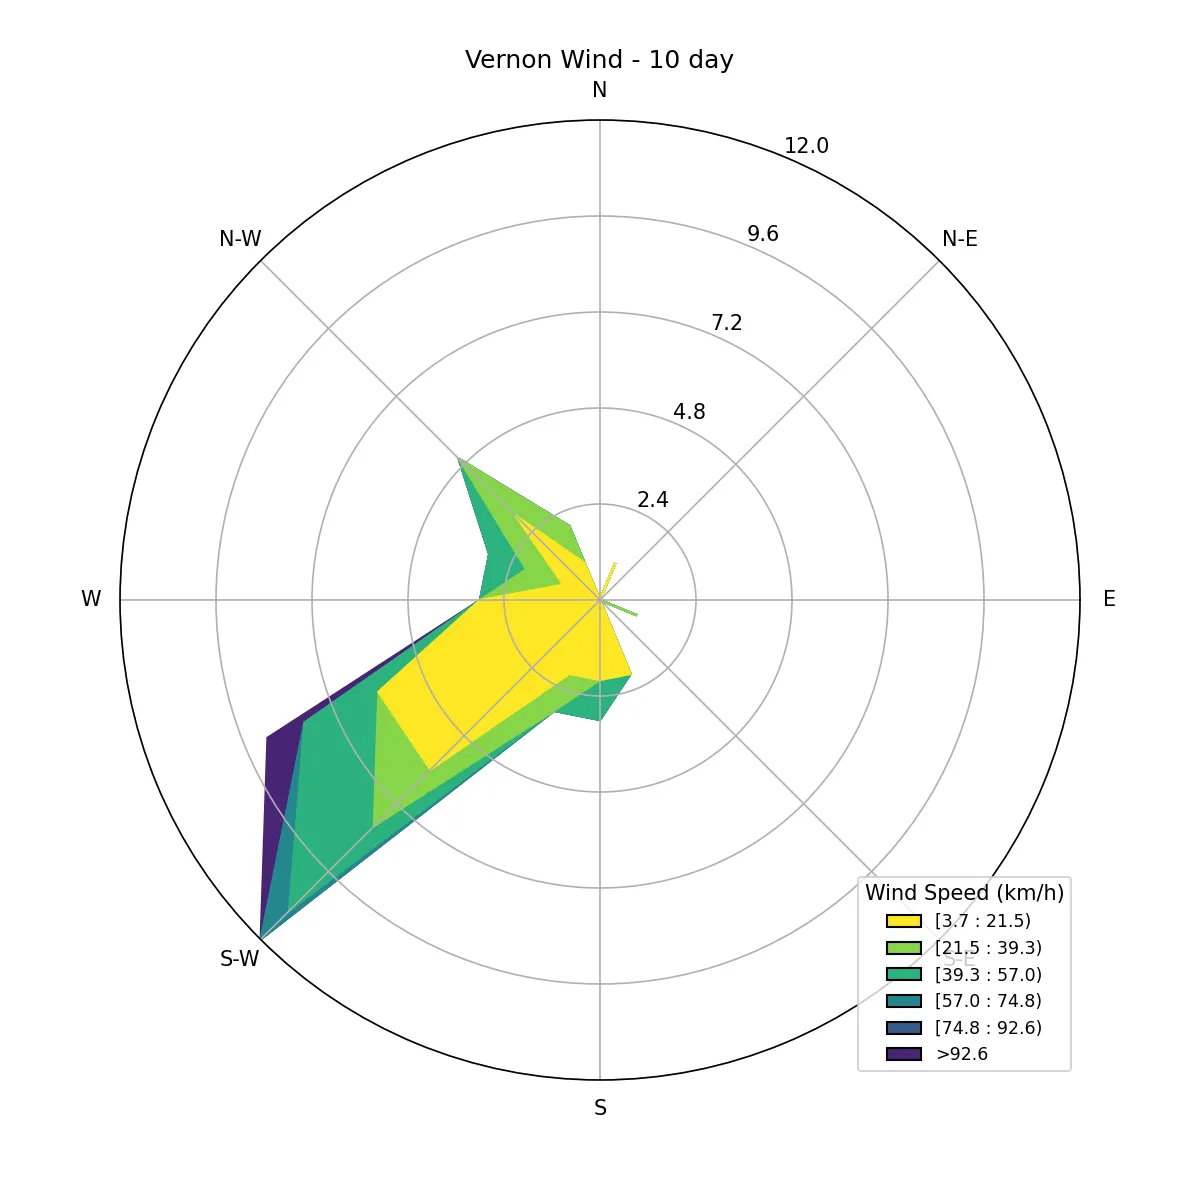 Vernon Wind - 10 day
N
12.0
N-W
9.6
N-E
7.2
4.8
2.4
W
E
S-W
S-E
Wind Speed (km/h)
[3.7 : 21.5)
[21.5 : 39.3)
[39.3 : 57.0)
[57.0 : 74.8)
[74.8 : 92.6)
>92.6
S